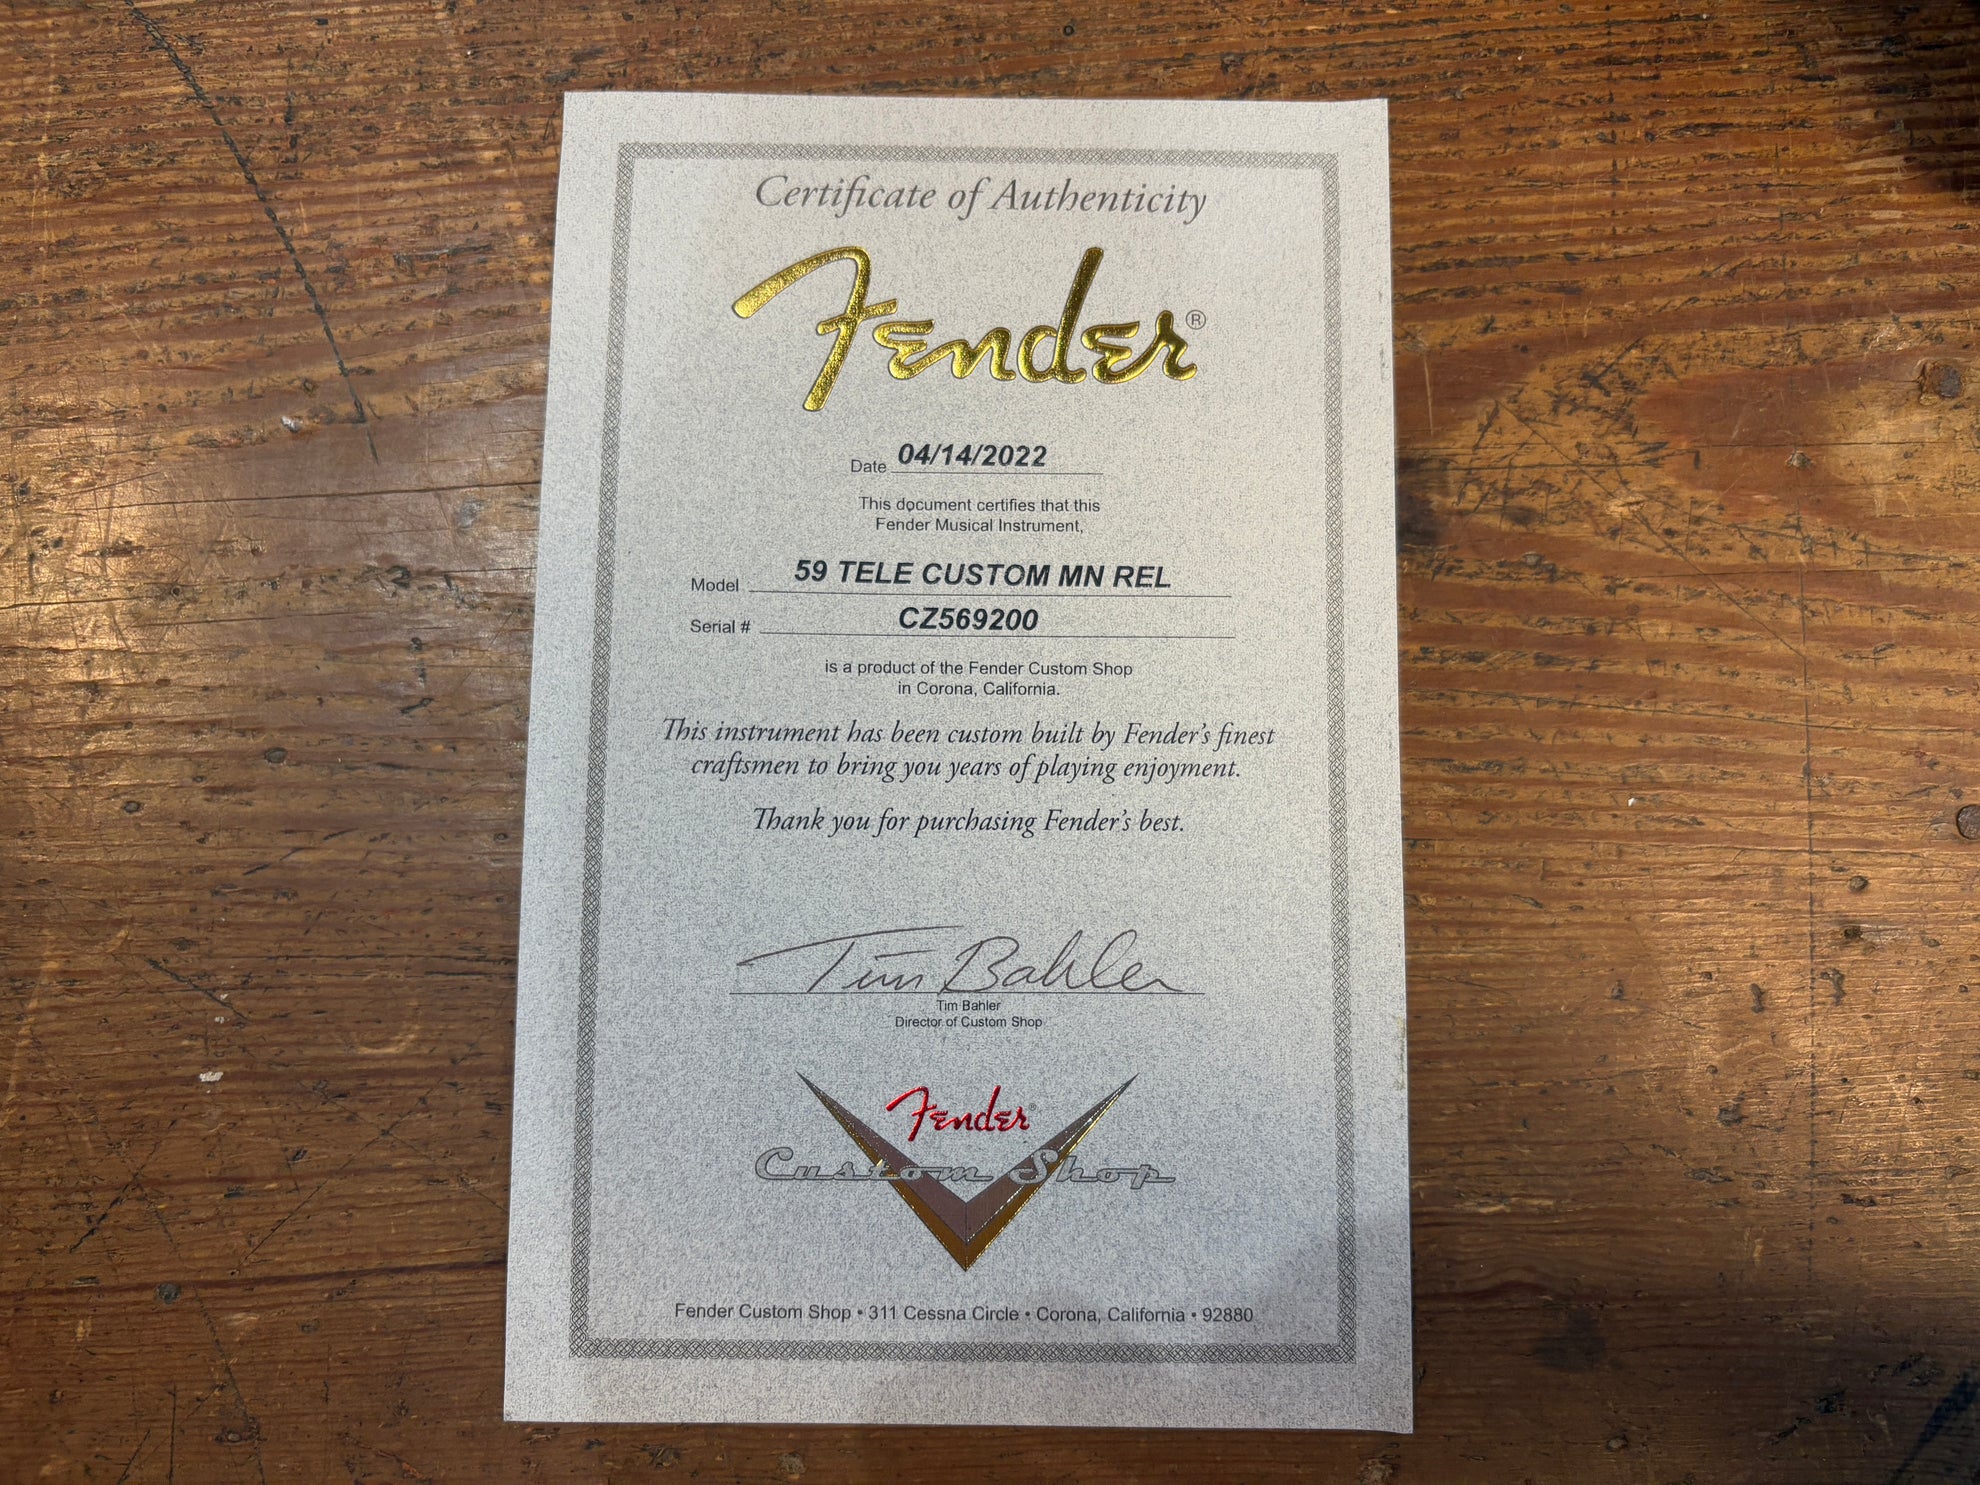 Certificate of Authenticity
Fender®
Date 04/14/2022
This document certifies that this
Fender Musical Instrument,
Model 59 TELE CUSTOM MN REL
Serial # CZ569200
is a product of the Fender Custom Shop
in Corona, California.
This instrument has been custom built by Fender's finest
craftsmen to bring you years of playing enjoyment.
Thank you for purchasing Fender's best.
Tim Bahler
Tim Bahler
Director of Custom Shop
Fender®
Custom Shop
Fender Custom Shop • 311 Cessna Circle • Corona, California • 92880